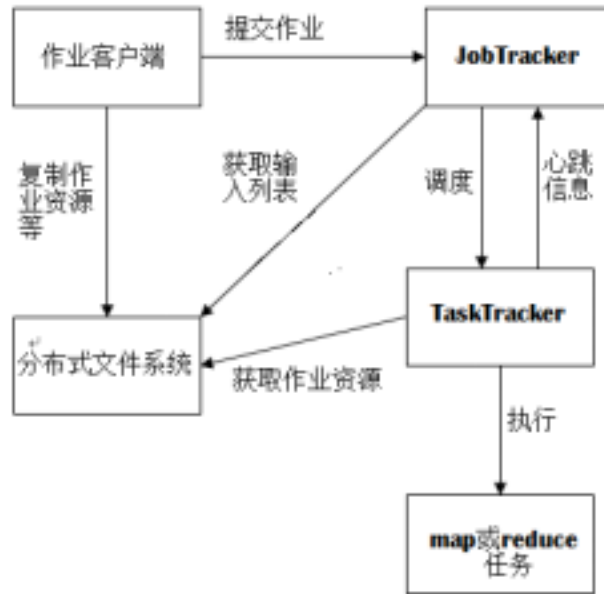 提交作业
作业客户端
JobTracker
复制作
业资源
等
获取输
入列表
调度
心跳
信息
TaskTracker
分布式文件系统
获取作业资源
执行
map或reduce
任务